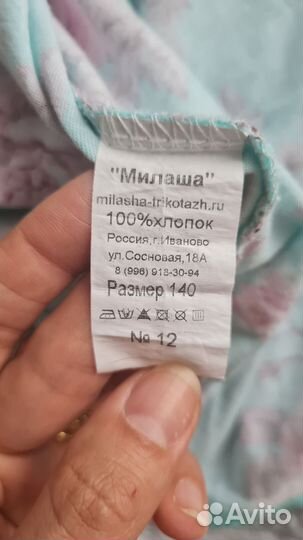 "Милаша"
milasha-trikotazh.ru
100%хлопок
Россия,г.Иваново
ул.Сосновая,18А
8 (996) 918-30-94
Размер 140
№ 12
Avito